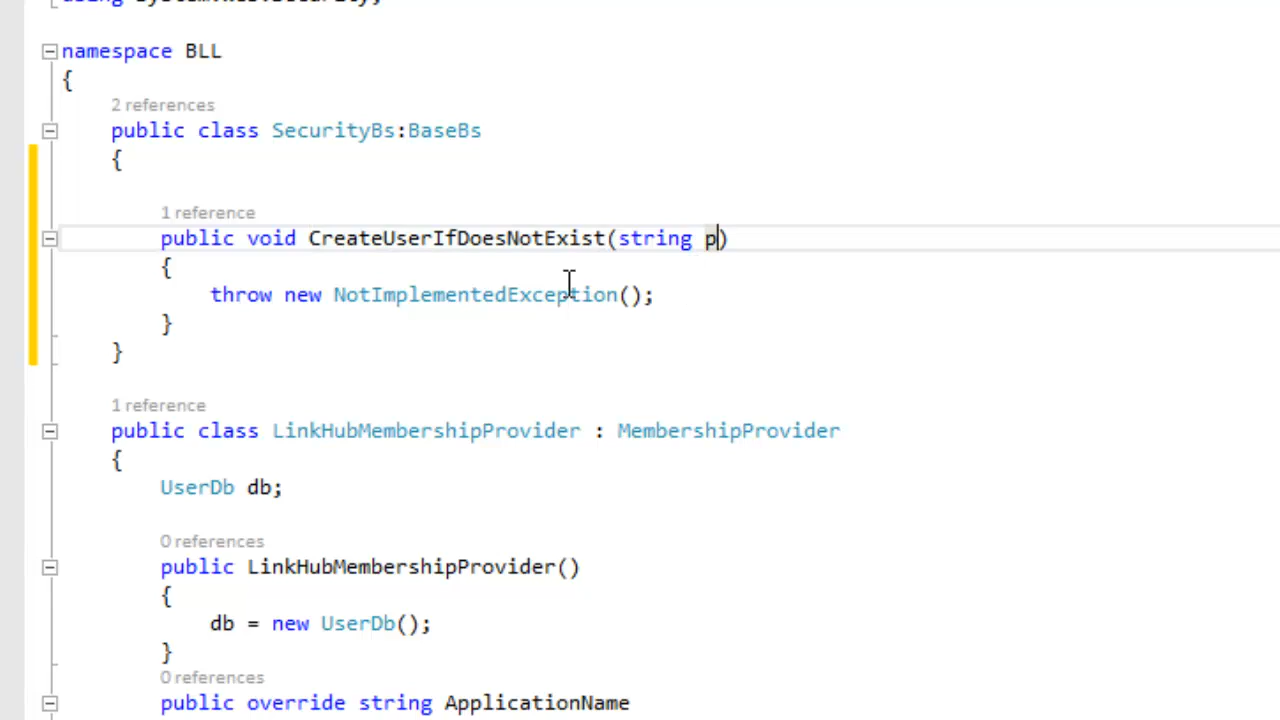 namespace BLL
{
2 references
public class SecurityBs:BaseBs
{
1 reference
public void CreateUserIfDoesNotExist(string p)
{
throw new NotImplementedException();
}
}
1 reference
public class LinkHubMembershipProvider : MembershipProvider
{
UserDb db;
0 references
public LinkHubMembershipProvider()
{
db = new UserDb();
}
0 references
public override string ApplicationName